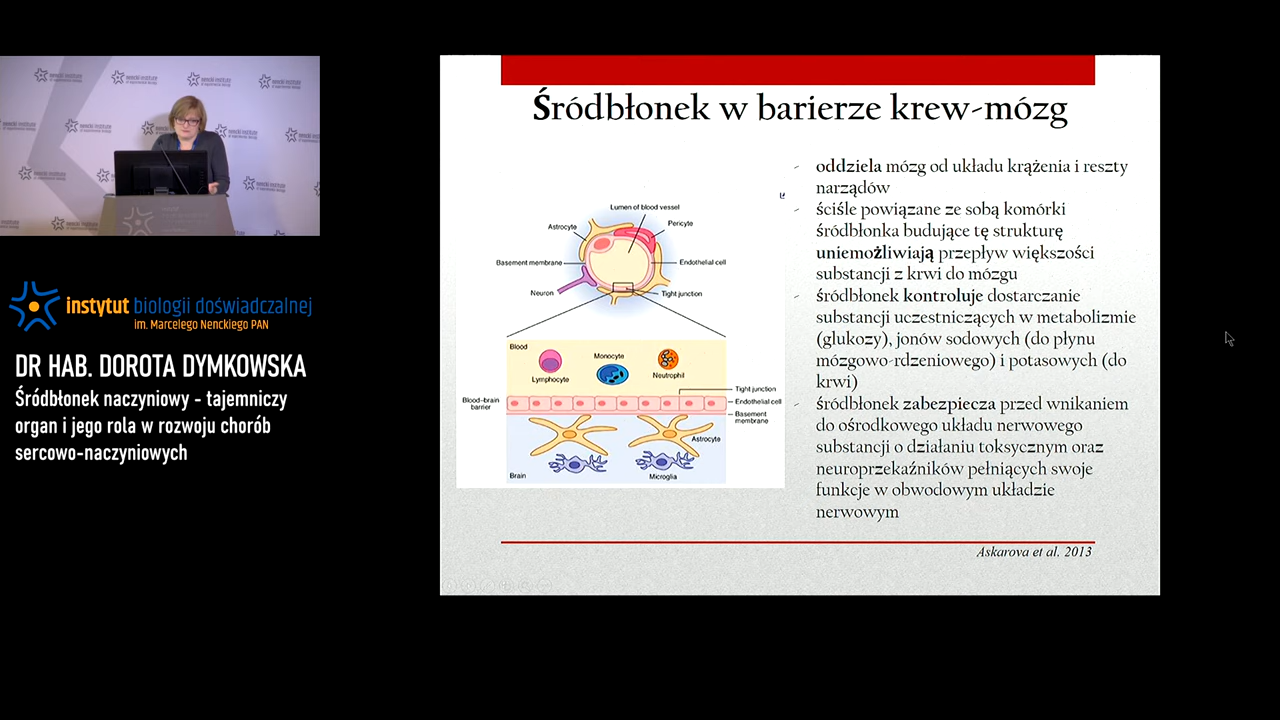 instytut biologii doświadczalnej
im. Marcelego Nenckiego PAN
DR HAB. DOROTA DYMKOWSKA
Śródbłonek naczyniowy - tajemniczy
organ i jego rola w rozwoju chorób
sercowo-naczyniowych
Śródbłonek w barierze krew-mózg
Lumen of blood vessel
Astrocyte
Pericyte
Basement membrane
Endothelial cell
Neuron
Tight junction
Blood
Monocyte
Lymphocyte
Neutrophil
Tight junction
Blood–brain
barrier
Endothelial cell
Basement
membrane
Astrocyte
Brain
Microglia
- oddziela mózg od układu krążenia i reszty
narządów
- ściśle powiązane ze sobą komórki
śródbłonka budujące tę strukturę
uniemożliwiają przepływ większości
substancji z krwi do mózgu
- śródbłonek kontroluje dostarczanie
substancji uczestniczących w metabolizmie
(glukozy), jonów sodowych (do płynu
mózgowo-rdzeniowego) i potasowych (do
krwi)
- śródbłonek zabezpiecza przed wnikaniem
do ośrodkowego układu nerwowego
substancji o działaniu toksycznym oraz
neuroprzekaźników pełniących swoje
funkcje w obwodowym układzie
nerwowym
Askarova et al. 2013